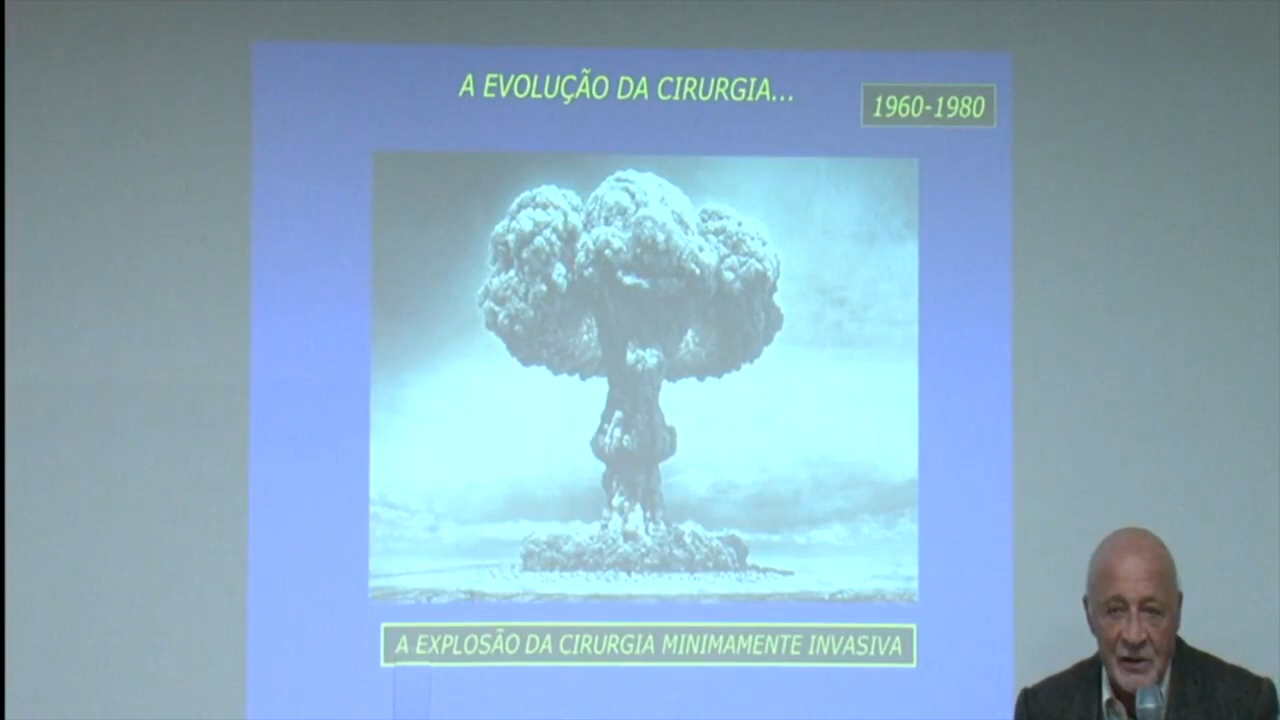 A EVOLUÇÃO DA CIRURGIA...
1960-1980
A EXPLOSÃO DA CIRURGIA MINIMAMENTE INVASIVA